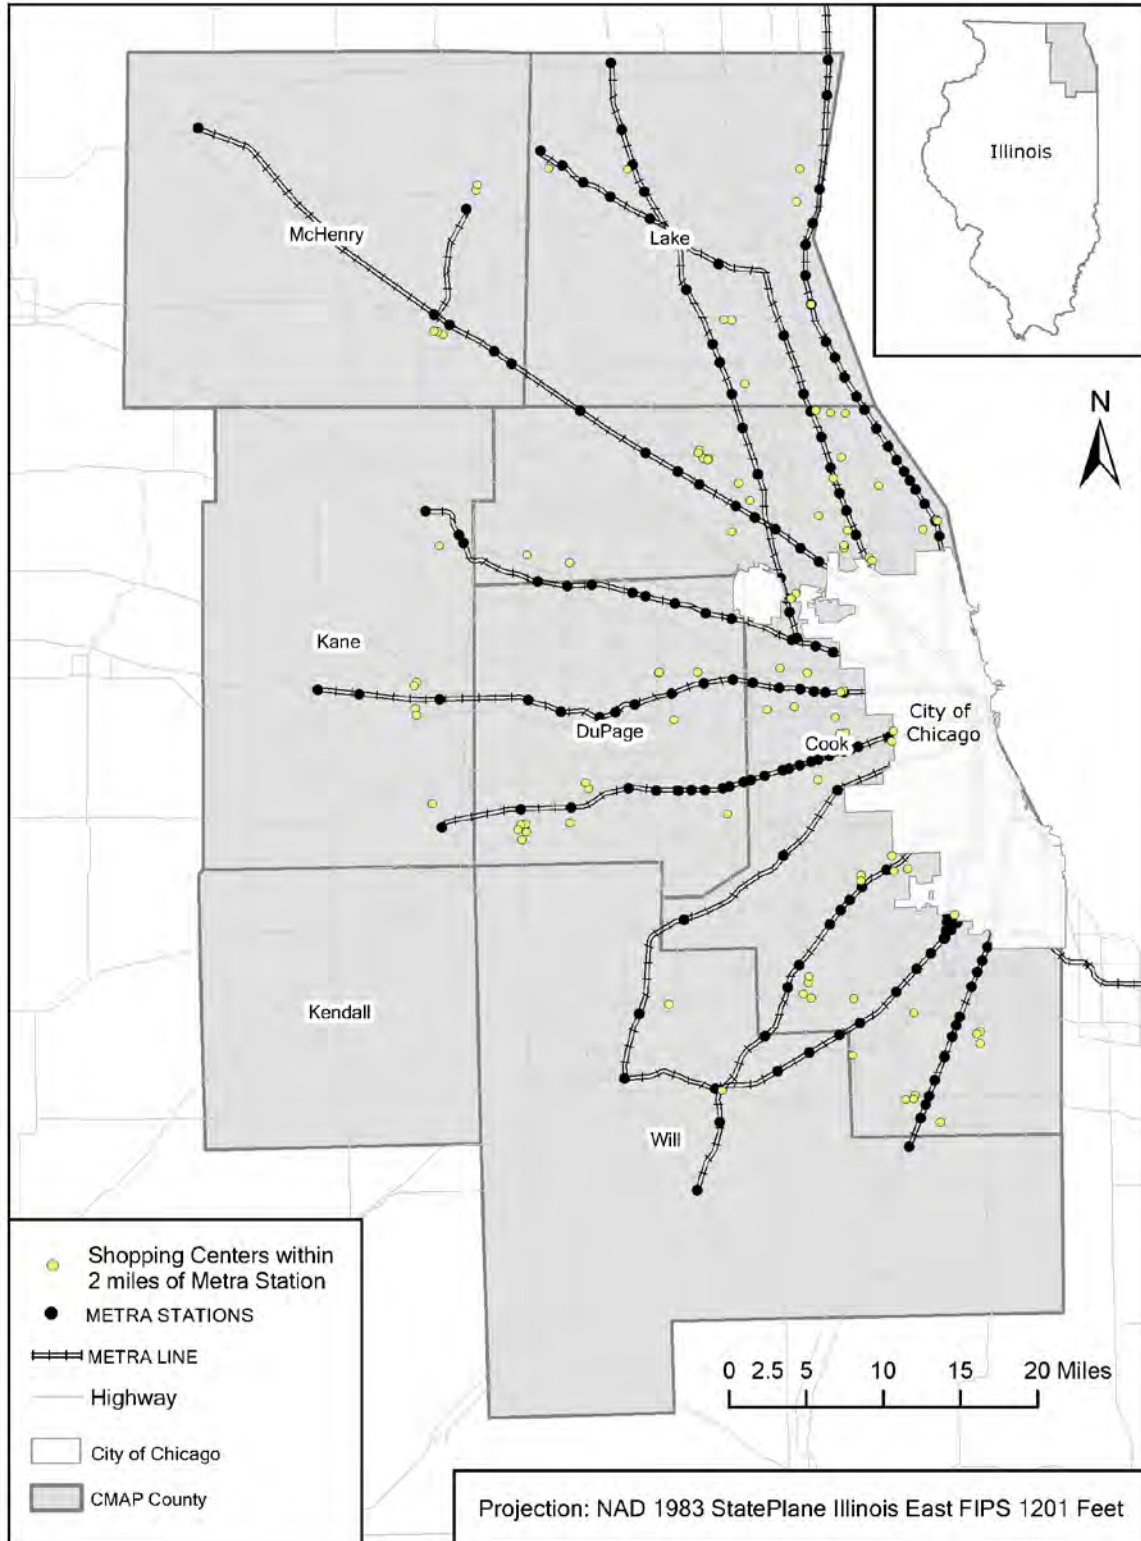 Illinois
McHenry
Lake
N
Kane
DuPage
Cook
City of
Chicago
Kendall
Will
Shopping Centers within
2 miles of Metra Station
METRA STATIONS
METRA LINE
Highway
City of Chicago
CMAP County
0 2.5 5 10 15 20 Miles
Projection: NAD 1983 StatePlane Illinois East FIPS 1201 Feet